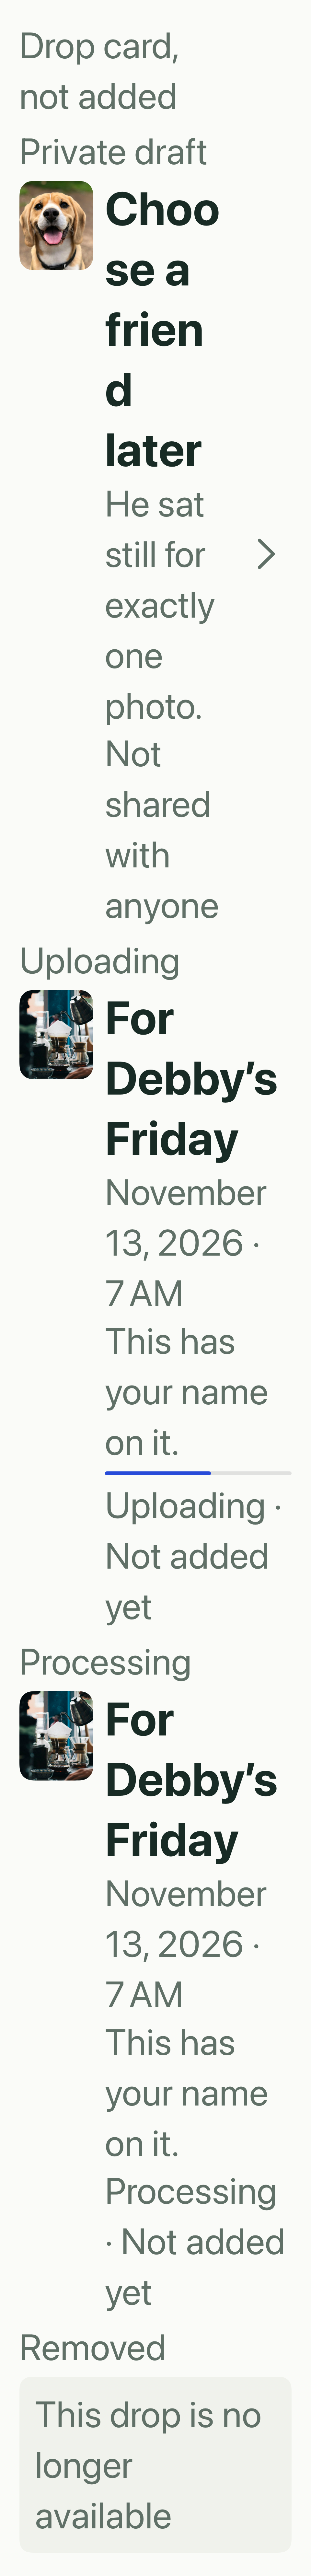 Drop card,
not added
Private draft
Choo
se a
frien
d
later
He sat
still for
exactly
one
photo.
Not
shared
with
anyone
Uploading
For
Debby’s
Friday
November
13, 2026 ·
7 AM
This has
your name
on it.
Uploading ·
Not added
yet
Processing
For
Debby’s
Friday
November
13, 2026 ·
7 AM
This has
your name
on it.
Processing
· Not added
yet
Removed
This drop is no
longer
available